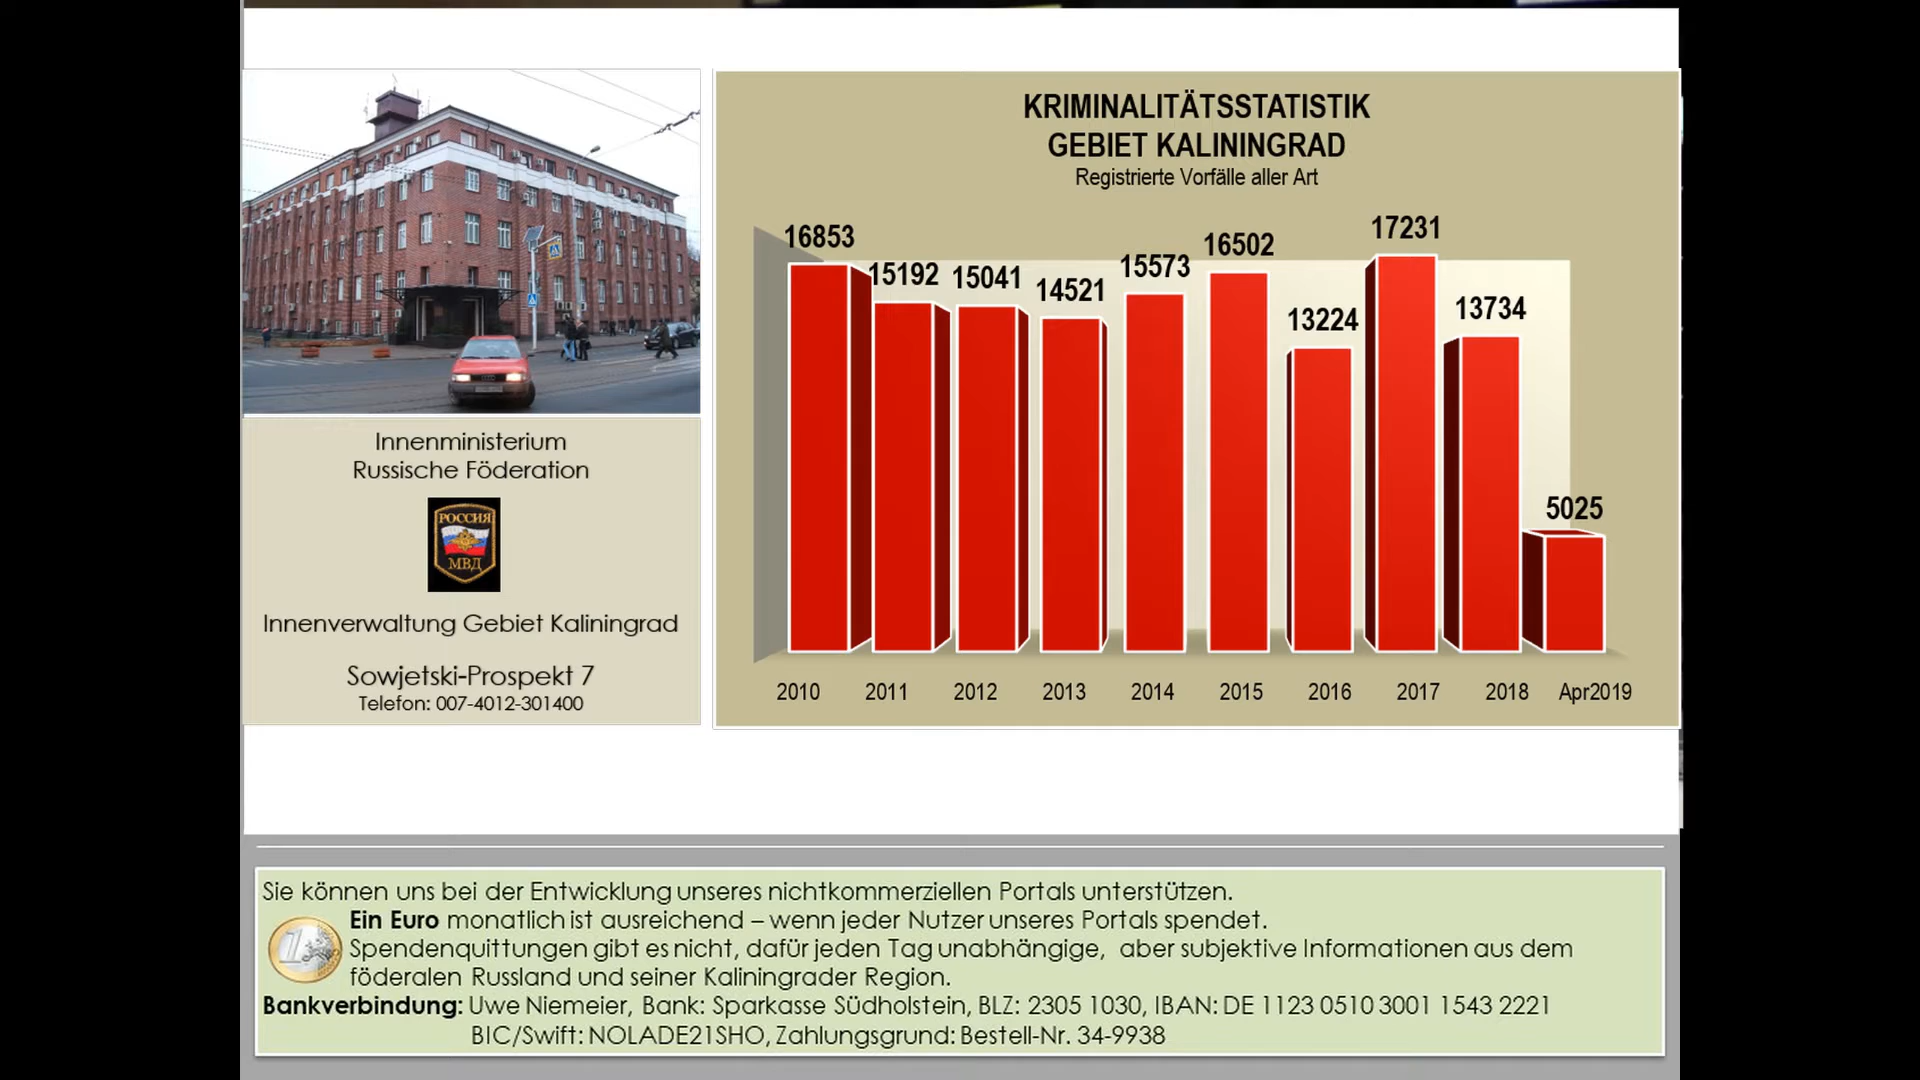 KRIMINALITÄTSSTATISTIK
GEBIET KALININGRAD
Registrierte Vorfälle aller Art
16853
15192
15041
14521
15573
16502
13224
17231
13734
5025
2010 2011 2012 2013 2014 2015 2016 2017 2018 Apr2019
Innenministerium
Russische Föderation
РОССИЯ
МВД
Innenverwaltung Gebiet Kaliningrad
Sowjetski-Prospekt 7
Telefon: 007-4012-301400
Sie können uns bei der Entwicklung unseres nichtkommerziellen Portals unterstützen.
Ein Euro monatlich ist ausreichend – wenn jeder Nutzer unseres Portals spendet.
Spendenquittungen gibt es nicht, dafür jeden Tag unabhängige, aber subjektive Informationen aus dem
föderalen Russland und seiner Kaliningrader Region.
Bankverbindung: Uwe Niemeier, Bank: Sparkasse Südholstein, BLZ: 2305 1030, IBAN: DE 1123 0510 3001 1543 2221
BIC/Swift: NOLADE21SHO, Zahlungsgrund: Bestell-Nr. 34-9938